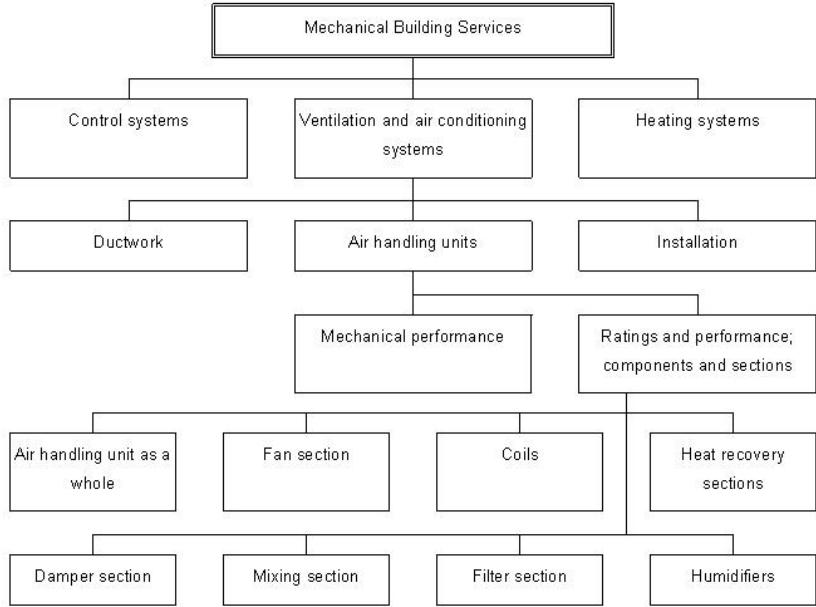 Mechanical Building Services
Control systems
Ventilation and air conditioning
systems
Heating systems
Ductwork
Air handling units
Installation
Mechanical performance
Ratings and performance;
components and sections
Air handling unit as a
whole
Fan section
Coils
Heat recovery
sections
Damper section
Mixing section
Filter section
Humidifiers